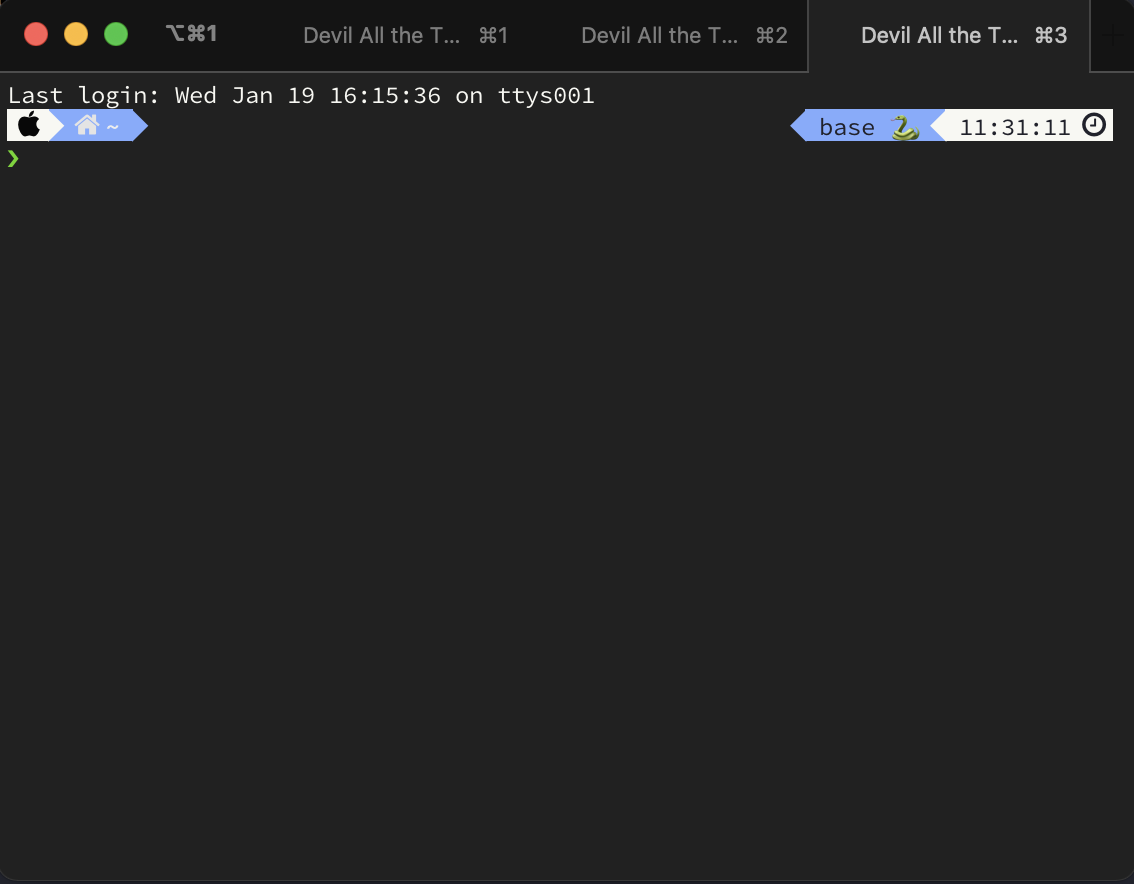 ⌥⌘1 Devil All the T... ⌘1 Devil All the T... ⌘2 Devil All the T... ⌘3 +
Last login: Wed Jan 19 16:15:36 on ttys001
~ base 🐍 11:31:11
❯